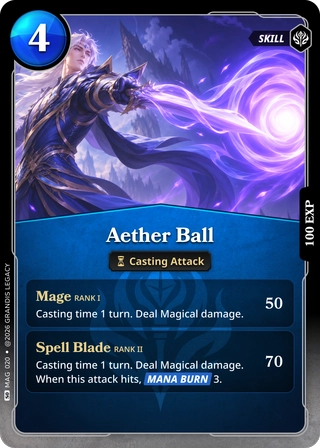 4
SKILL
Aether Ball
Casting Attack
Mage RANK I
50
Casting time 1 turn. Deal Magical damage.
Spell Blade RANK II
70
Casting time 1 turn. Deal Magical damage.
When this attack hits, MANA BURN 3.
100 EXP
MAG 020 • @2026 GRANDIS LEGACY